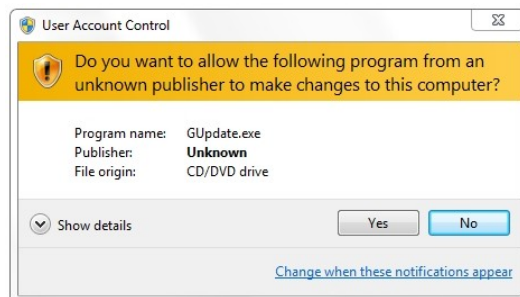 User Account Control
Do you want to allow the following program from an
unknown publisher to make changes to this computer?
Program name: GUpdate.exe
Publisher: Unknown
File origin: CD/DVD drive
Show details
Yes
No
Change when these notifications appear